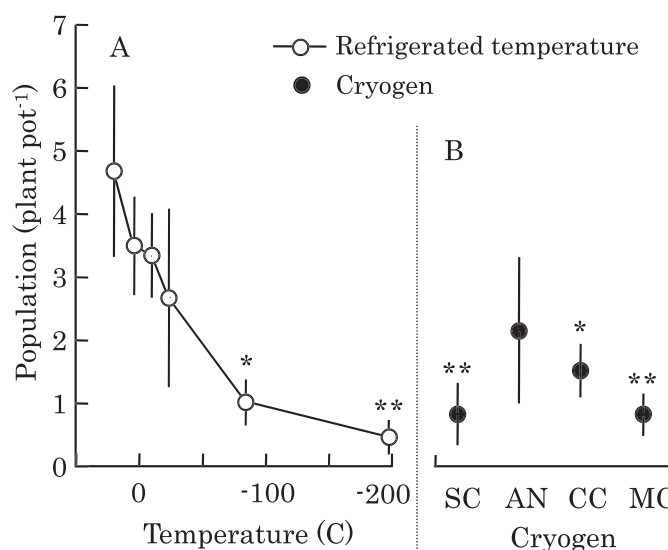 7
A
Refrigerated temperature
6
Cryogen
5
B
4
3
2
1
0
Population (plant pot⁻¹)
*
**
**
*
**
0 -100 -200
SC AN CC MC
Temperature (C)
Cryogen